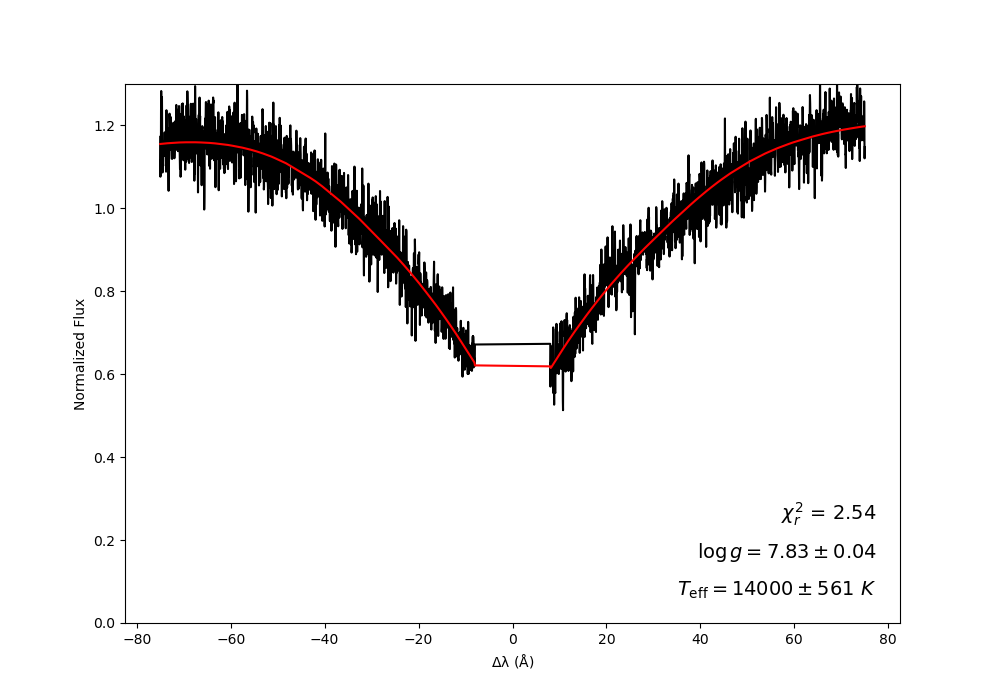 1.2
1.0
0.8
0.6
0.4
0.2
0.0
Normalized Flux
χ²ᵣ = 2.54
log g = 7.83 ± 0.04
T_eff = 14000 ± 561 K
−80 −60 −40 −20 0 20 40 60 80
Δλ (Å)